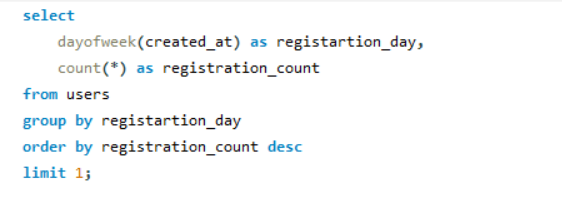 select
dayofweek(created_at) as registartion_day,
count(*) as registration_count
from users
group by registartion_day
order by registration_count desc
limit 1;